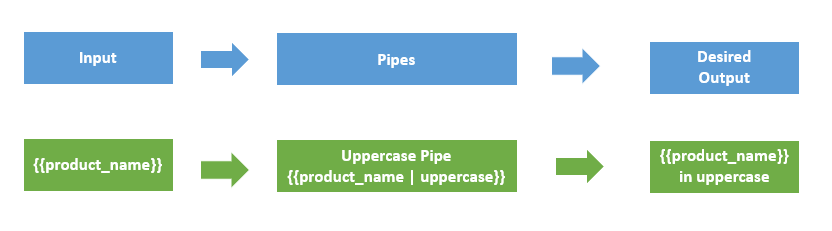 Input
Pipes
Desired
Output
{{product_name}}
Uppercase Pipe
{{product_name | uppercase}}
{{product_name}}
in uppercase